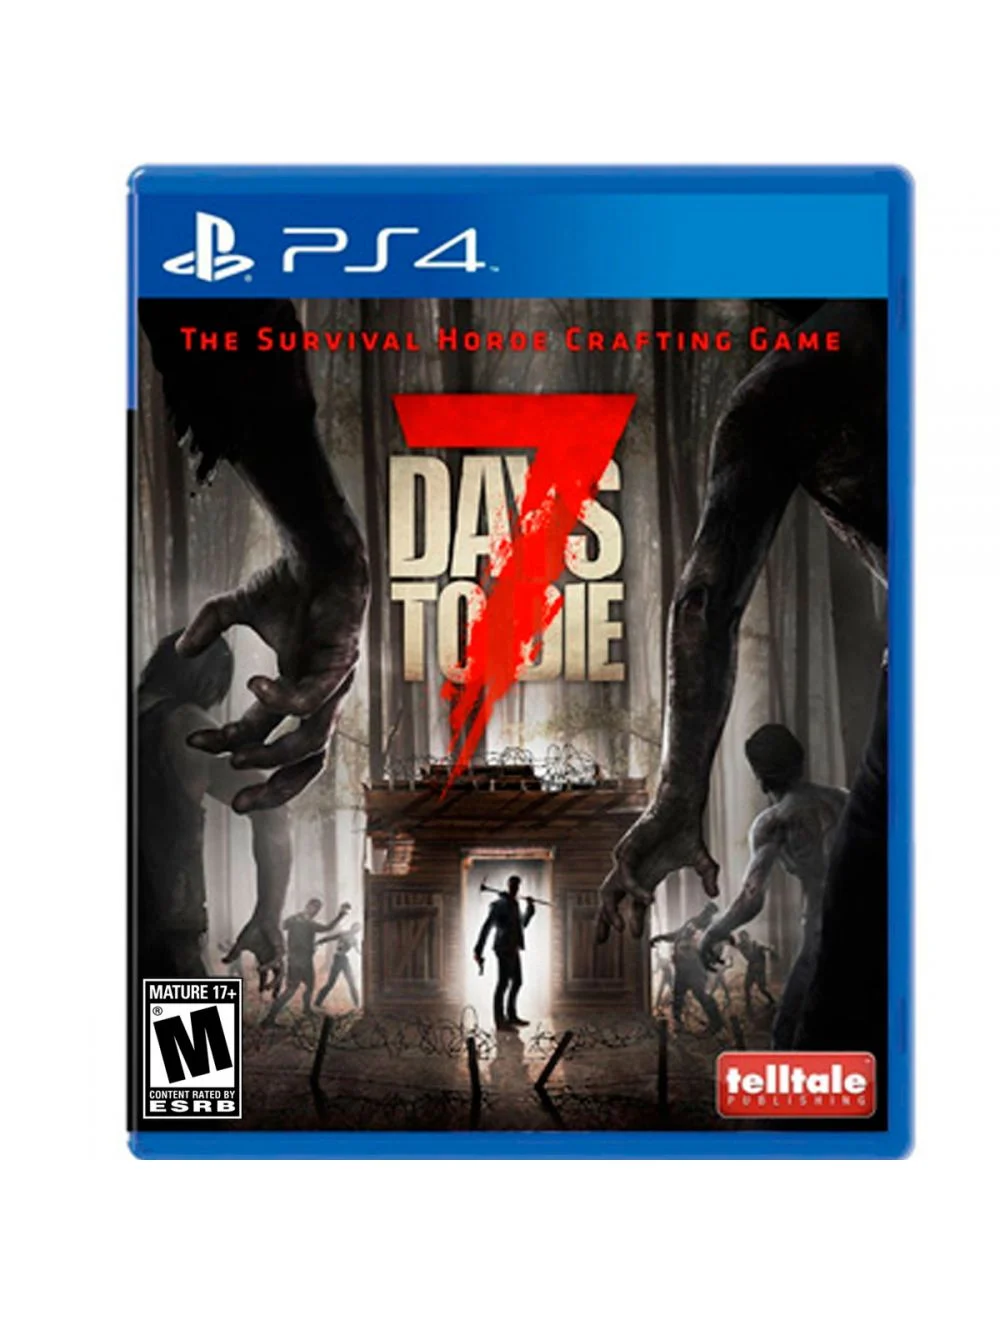 PS4
THE SURVIVAL HORDE CRAFTING GAME
7
DAYS
TO DIE
MATURE 17+
M
CONTENT RATED BY
ESRB
telltale
PUBLISHING